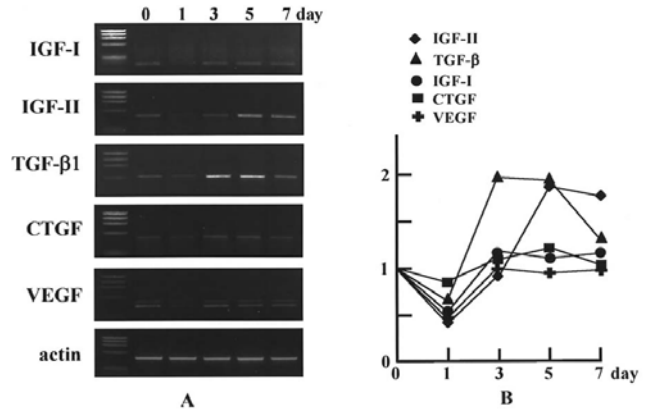 0 1 3 5 7 day
IGF-I
IGF-II
TGF-β1
CTGF
VEGF
actin
A
IGF-II
TGF-β
IGF-I
CTGF
VEGF
2
1
0
0 1 3 5 7 day
B